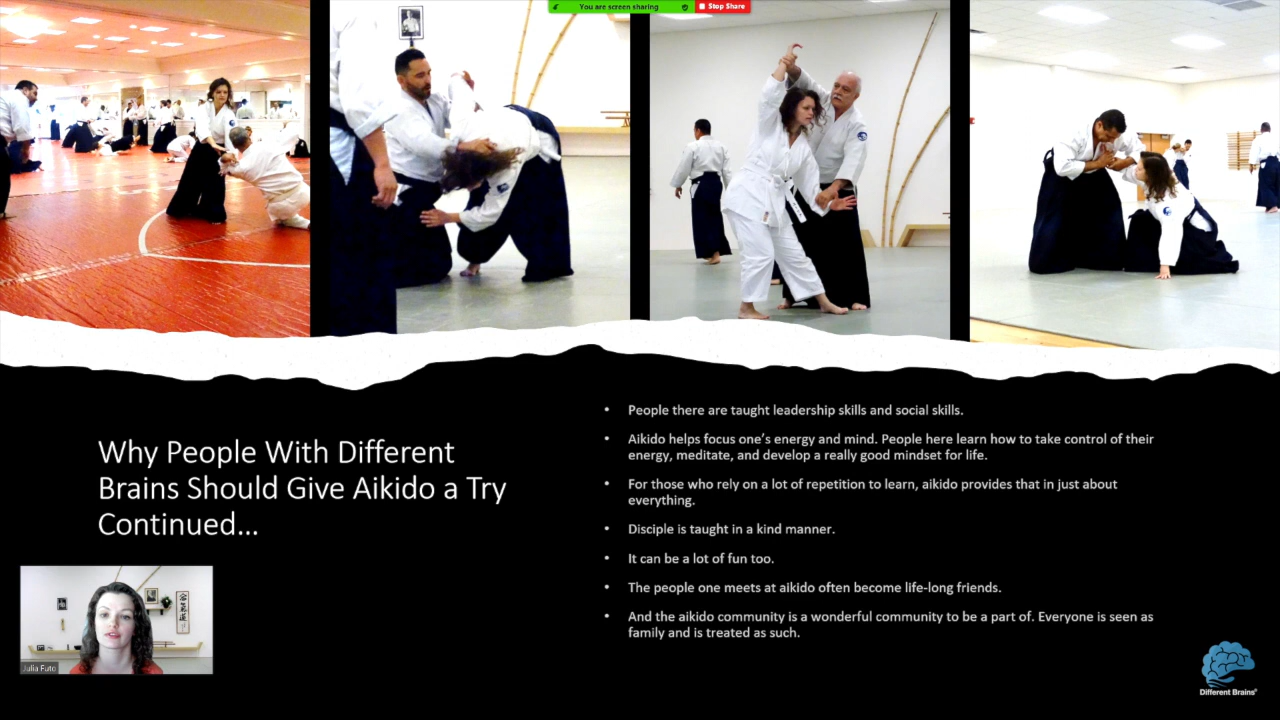 You are screen sharing
Stop Share
Why People With Different
Brains Should Give Aikido a Try
Continued...
• People there are taught leadership skills and social skills.
• Aikido helps focus one's energy and mind. People here learn how to take control of their
energy, meditate, and develop a really good mindset for life.
• For those who rely on a lot of repetition to learn, aikido provides that in just about
everything.
• Disciple is taught in a kind manner.
• It can be a lot of fun too.
• The people one meets at aikido often become life-long friends.
• And the aikido community is a wonderful community to be a part of. Everyone is seen as
family and is treated as such.
Julia Futo
Different Brains®